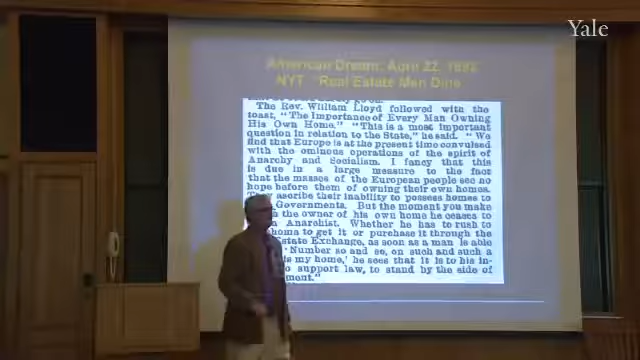 Yale
American Dream: April 22, 1892
NYT "Real Estate Men Dine"
The Rev. William Lloyd followed with the
toast, "The Importance of Every Man Owning
His Own Home." "This is a most important
question in relation to the State," he said. "We
find that Europe is at the present time convulsed
with the ominous operations of the spirit of
Anarchy and Socialism. I fancy that this
is due in a large measure to the fact
that the masses of the European people see no
hope before them of owning their own homes.
They ascribe their inability to possess homes to
Governments. But the moment you make
the owner of his own home he ceases to
Anarchist. Whether he has to rush to
to get it or purchase it through the
Estate Exchange, as soon as a man is able
'Number so and so, on such and such a
is my home,' he sees that it is to his in-
support law, to stand by the side of